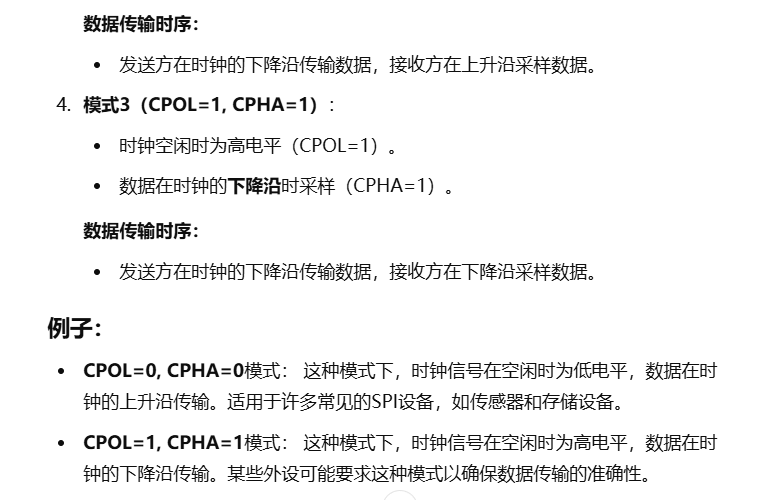 数据传输时序：
• 发送方在时钟的下降沿传输数据，接收方在上升沿采样数据。
4. 模式3（CPOL=1, CPHA=1）：
• 时钟空闲时为高电平（CPOL=1）。
• 数据在时钟的下降沿时采样（CPHA=1）。
数据传输时序：
• 发送方在时钟的下降沿传输数据，接收方在下降沿采样数据。
例子：
• CPOL=0, CPHA=0模式： 这种模式下，时钟信号在空闲时为低电平，数据在时
钟的上升沿传输。适用于许多常见的SPI设备，如传感器和存储设备。
• CPOL=1, CPHA=1模式： 这种模式下，时钟信号在空闲时为高电平，数据在时
钟的下降沿传输。某些外设可能要求这种模式以确保数据传输的准确性。